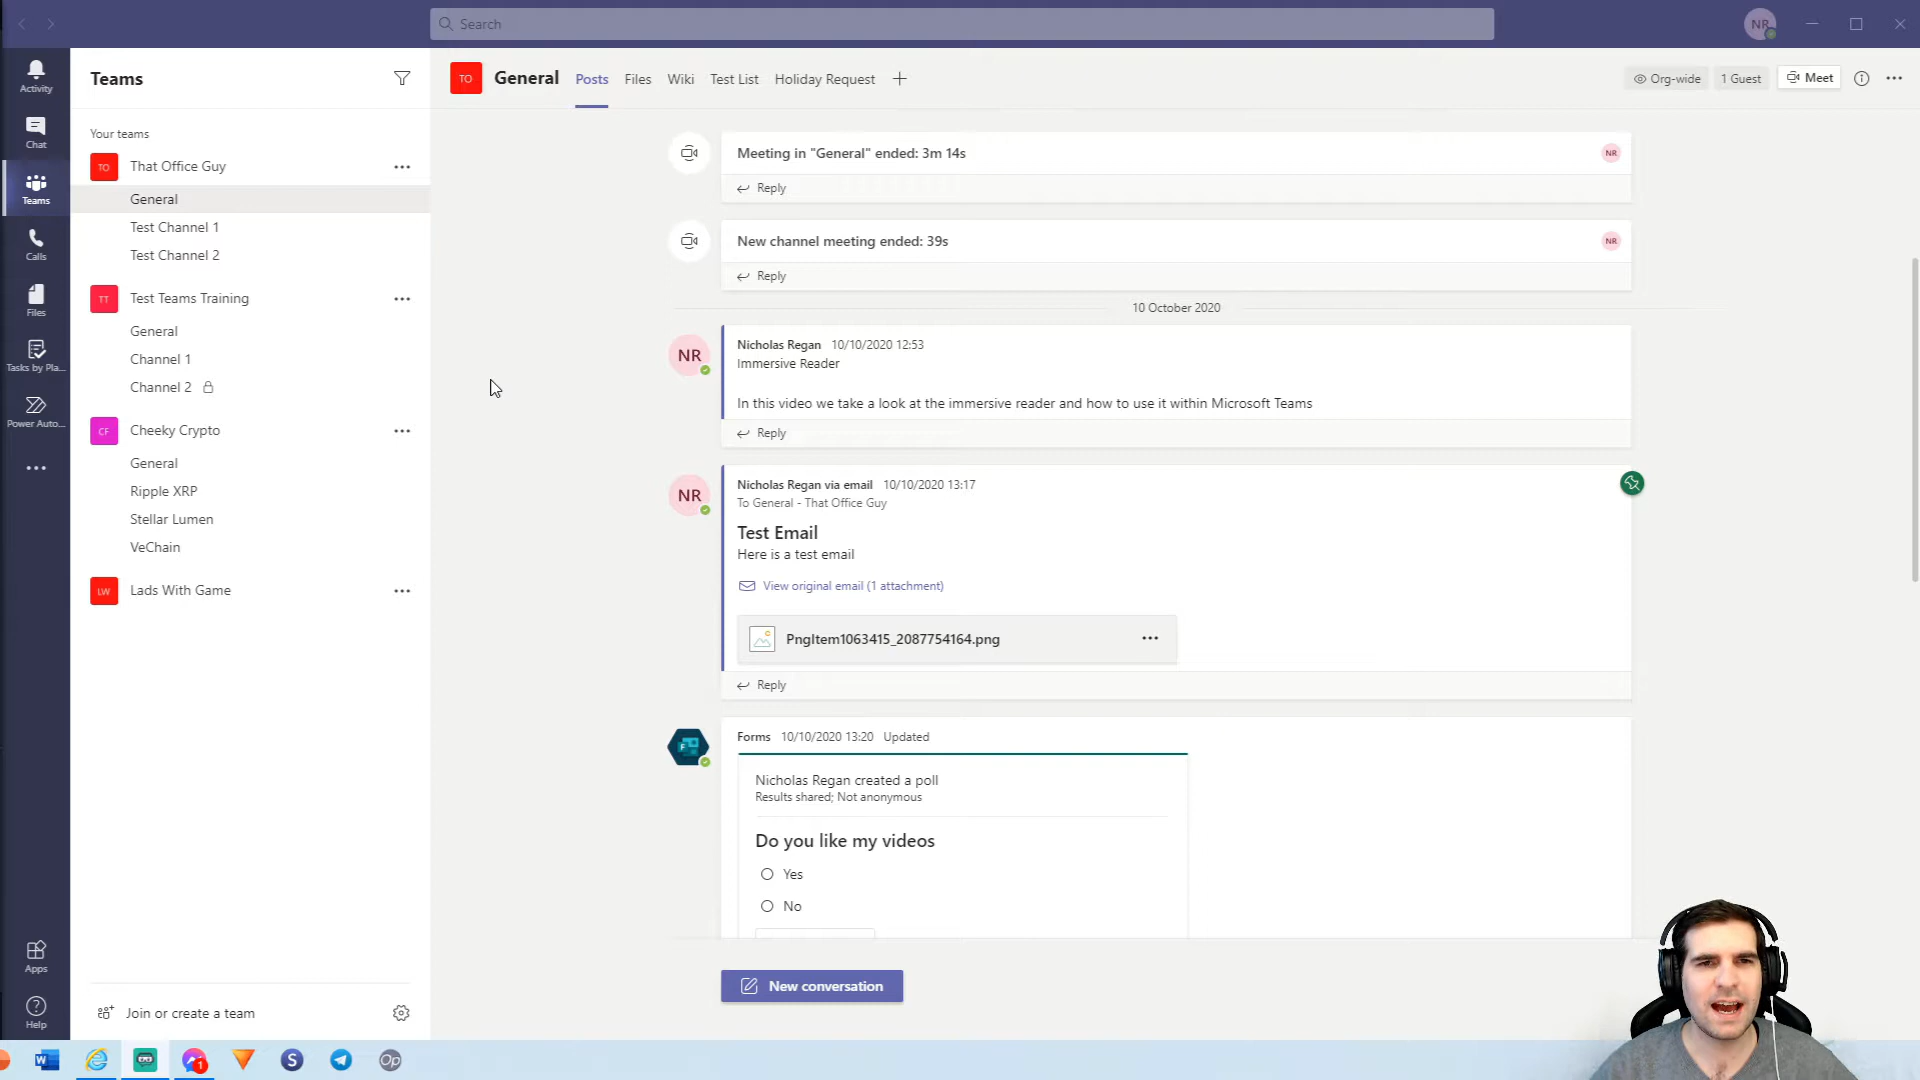 Search
NR
Activity
Chat
Teams
Calls
Files
Tasks by Pla...
Power Auto...
Apps
Help
Teams
Your teams
TO That Office Guy
General
Test Channel 1
Test Channel 2
TT Test Teams Training
General
Channel 1
Channel 2
CF Cheeky Crypto
General
Ripple XRP
Stellar Lumen
VeChain
LW Lads With Game
Join or create a team
TO General Posts Files Wiki Test List Holiday Request
Org-wide 1 Guest Meet
Meeting in "General" ended: 3m 14s NR
Reply
New channel meeting ended: 39s NR
Reply
10 October 2020
NR Nicholas Regan 10/10/2020 12:53
Immersive Reader
In this video we take a look at the immersive reader and how to use it within Microsoft Teams
Reply
NR Nicholas Regan via email 10/10/2020 13:17
To General - That Office Guy
Test Email
Here is a test email
View original email (1 attachment)
PngItem1063415_2087754164.png
Reply
F Forms 10/10/2020 13:20 Updated
Nicholas Regan created a poll
Results shared; Not anonymous
Do you like my videos
Yes
No
New conversation
W 1 S Op